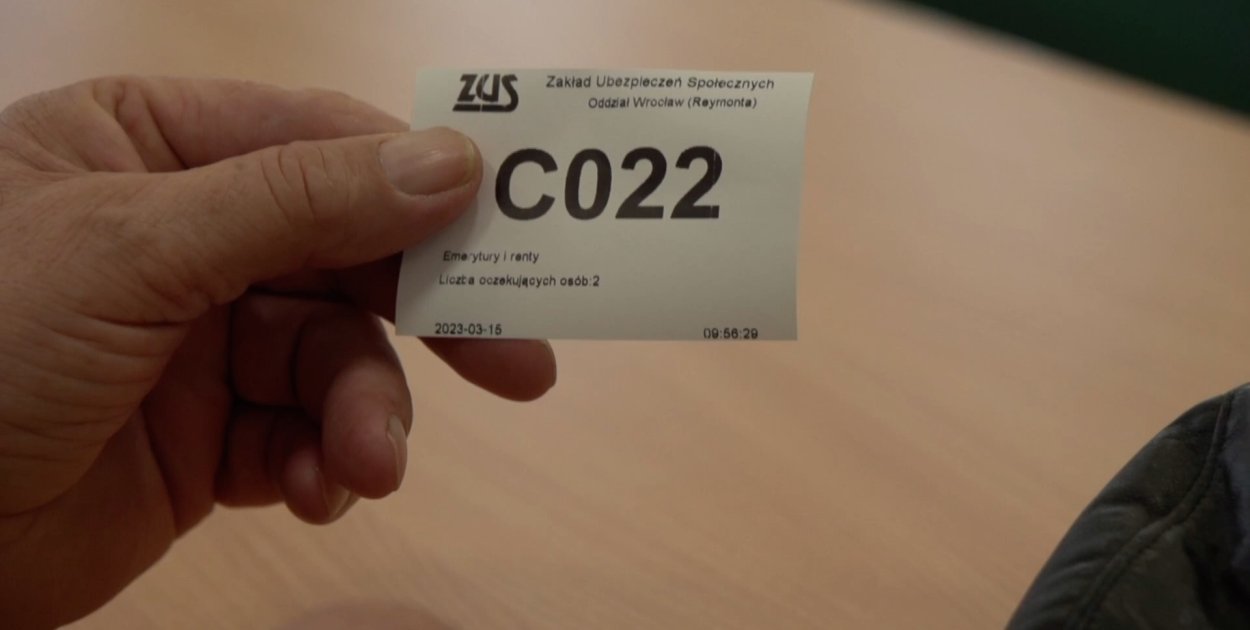 ZUS Zakład Ubezpieczeń Społecznych
Oddział Wrocław (Reymonta)
C022
Emerytury i renty
Liczba oczekujących osób:2
2023-03-15 09:56:29